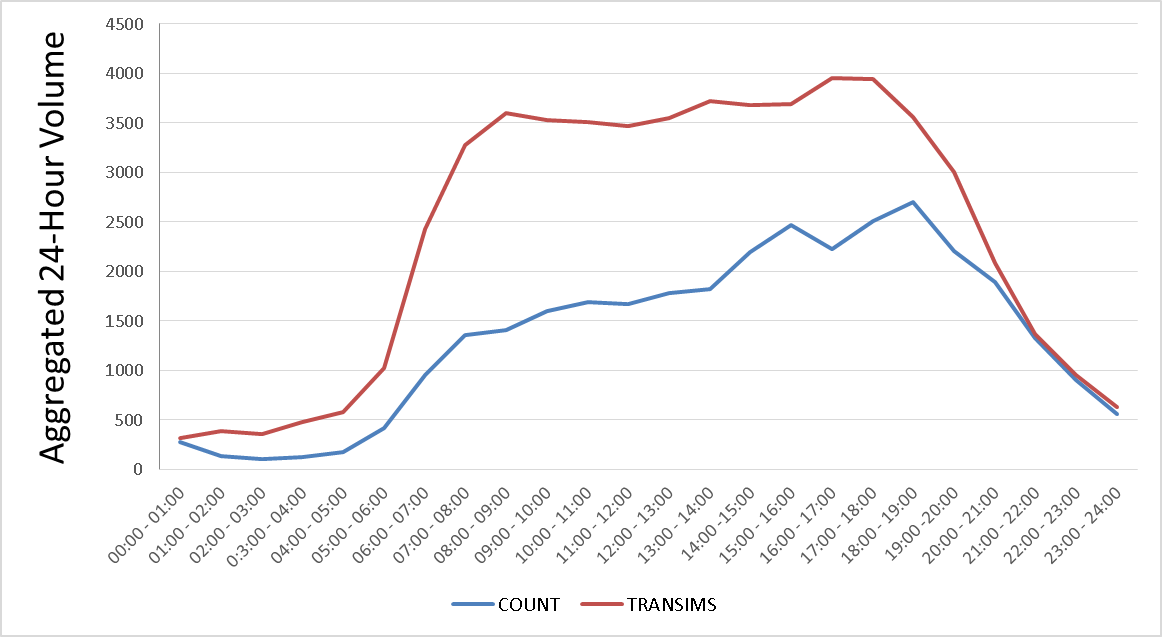 Aggregated 24-Hour Volume
4500
4000
3500
3000
2500
2000
1500
1000
500
0
00:00 - 01:00
01:00 - 02:00
02:00 - 03:00
0:3:00 - 04:00
04:00 - 05:00
05:00 - 06:00
06:00 - 07:00
07:00 - 08:00
08:00 - 09:00
09:00 - 10:00
10:00 - 11:00
11:00 - 12:00
12:00 - 13:00
13:00 - 14:00
14:00 -15:00
15:00 - 16:00
16:00 - 17:00
17:00 - 18:00
18:00 - 19:00
19:00 -20:00
20:00 - 21:00
21:00 - 22:00
22:00 - 23:00
23:00 - 24:00
COUNT TRANSIMS